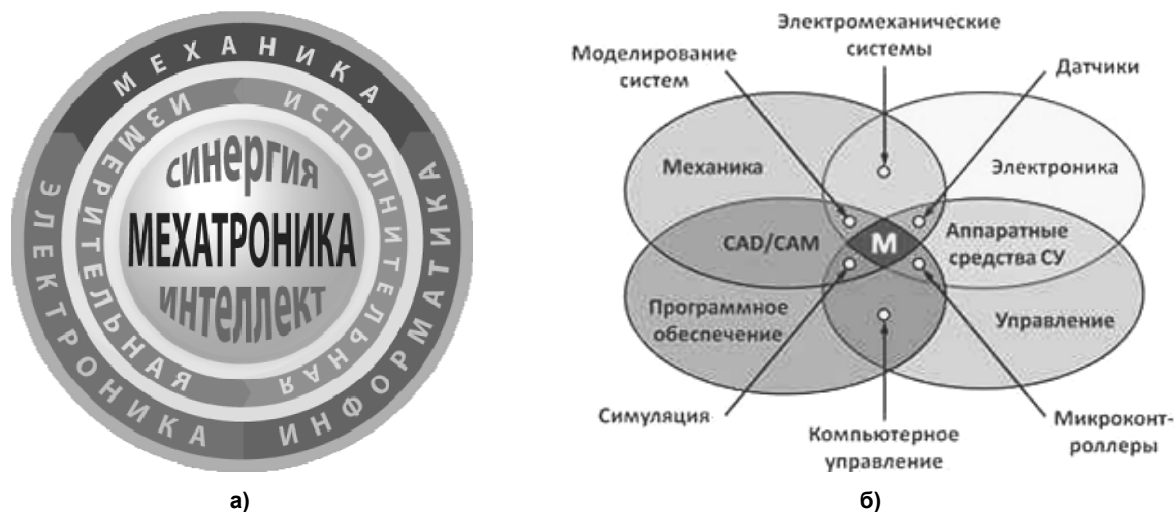 МЕХАНИКА
ЭЛЕКТРОНИКА
ИНФОРМАТИКА
ИЗМЕРИТЕЛЬНАЯ
ИСПОЛНИТЕЛЬНАЯ
синергия
МЕХАТРОНИКА
интеллект
а)
Электромеханические
системы
Моделирование
систем
Датчики
Механика
Электроника
CAD/CAM
М
Аппаратные
средства СУ
Программное
обеспечение
Управление
Симуляция
Компьютерное
управление
Микроконт-
роллеры
б)